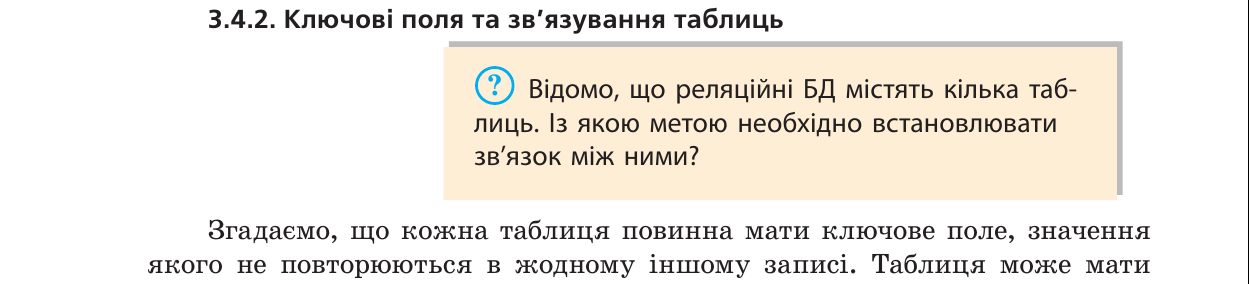 3.4.2. Ключові поля та зв’язування таблиць
? Відомо, що реляційні БД містять кілька таб-
лиць. Із якою метою необхідно встановлювати
зв’язок між ними?
Згадаємо, що кожна таблиця повинна мати ключове поле, значення
якого не повторюються в жодному іншому записі. Таблиця може мати